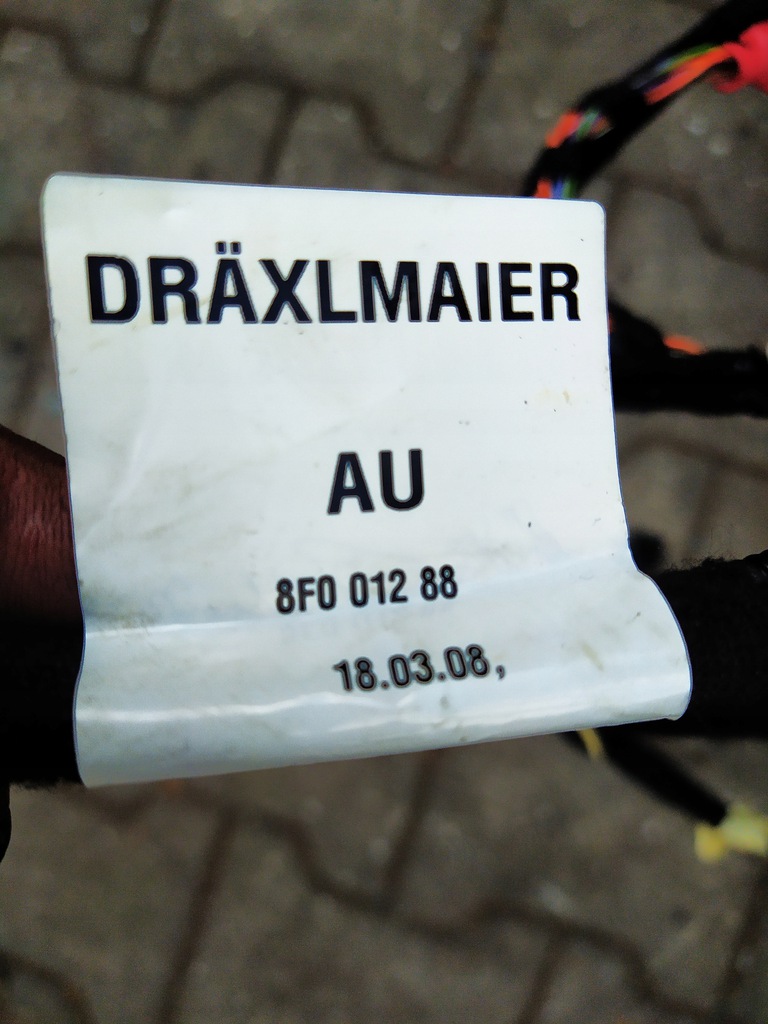 DRÄXLMAIER
AU
8F0 012 88
18.03.08,